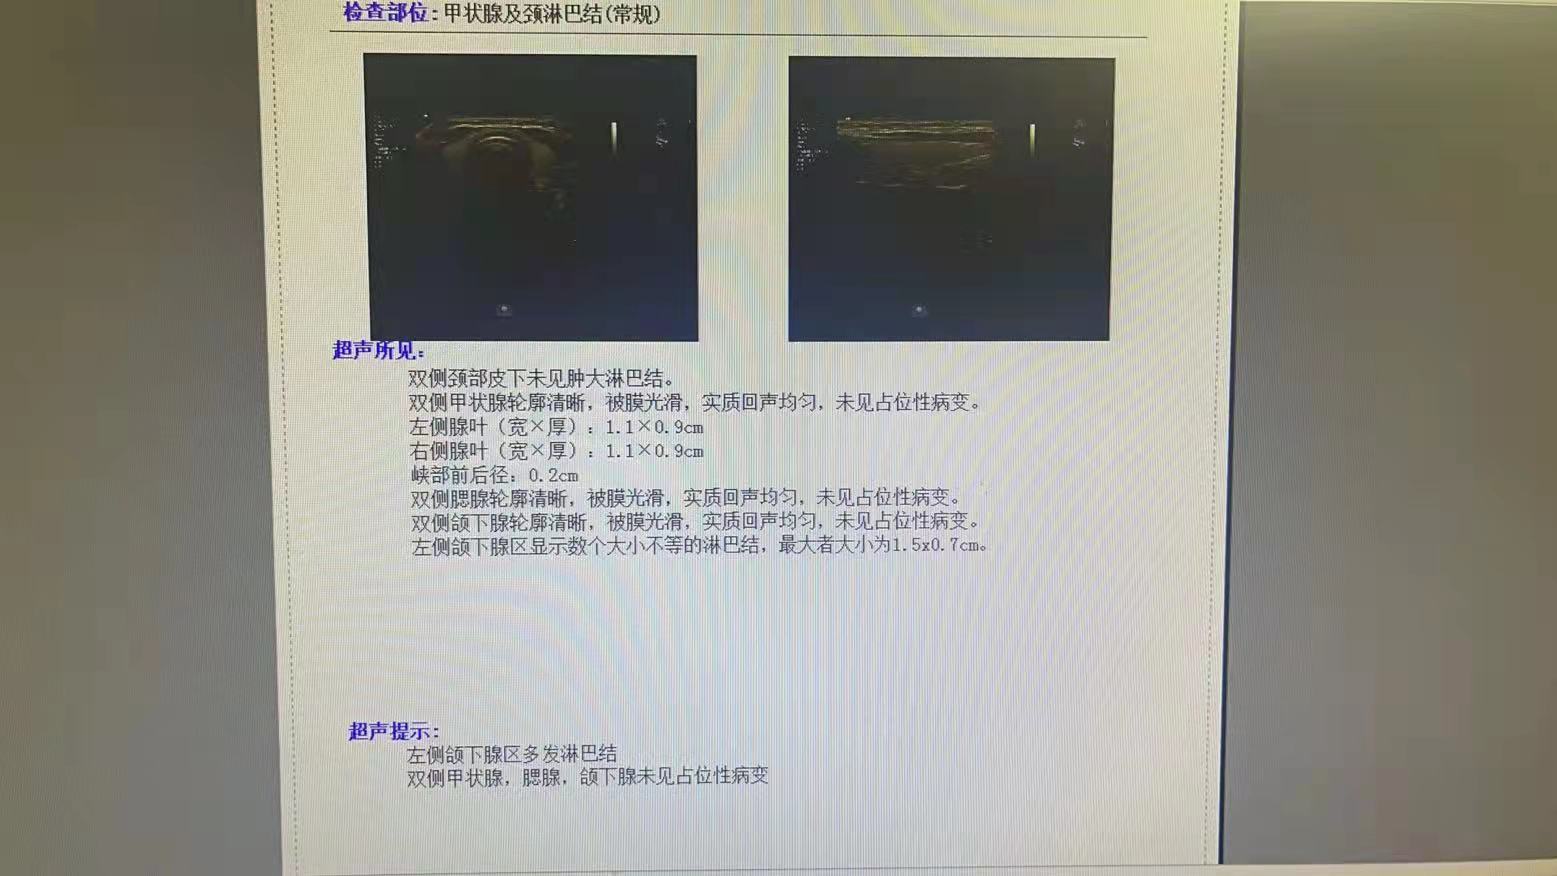 检查部位: 甲状腺及颈淋巴结(常规)
超声所见:
双侧颈部皮下未见肿大淋巴结。
双侧甲状腺轮廓清晰，被膜光滑，实质回声均匀，未见占位性病变。
左侧腺叶（宽×厚）: 1.1×0.9cm
右侧腺叶（宽×厚）: 1.1×0.9cm
峡部前后径: 0.2cm
双侧腮腺轮廓清晰，被膜光滑，实质回声均匀，未见占位性病变。
双侧颌下腺轮廓清晰，被膜光滑，实质回声均匀，未见占位性病变。
左侧颌下腺区显示数个大小不等的淋巴结，最大者大小为1.5x0.7cm。
超声提示:
左侧颌下腺区多发淋巴结
双侧甲状腺，腮腺，颌下腺未见占位性病变